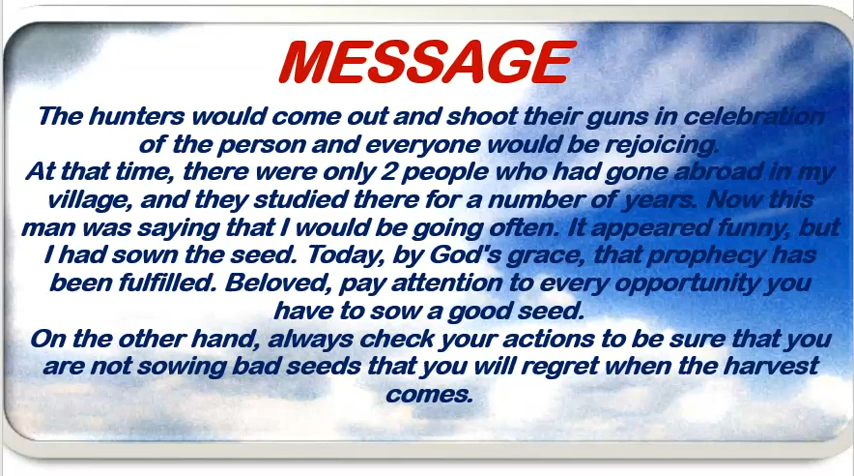 MESSAGE
The hunters would come out and shoot their guns in celebration
of the person and everyone would be rejoicing.
At that time, there were only 2 people who had gone abroad in my
village, and they studied there for a number of years. Now this
man was saying that I would be going often. It appeared funny, but
I had sown the seed. Today, by God's grace, that prophecy has
been fulfilled. Beloved, pay attention to every opportunity you
have to sow a good seed.
On the other hand, always check your actions to be sure that you
are not sowing bad seeds that you will regret when the harvest
comes.